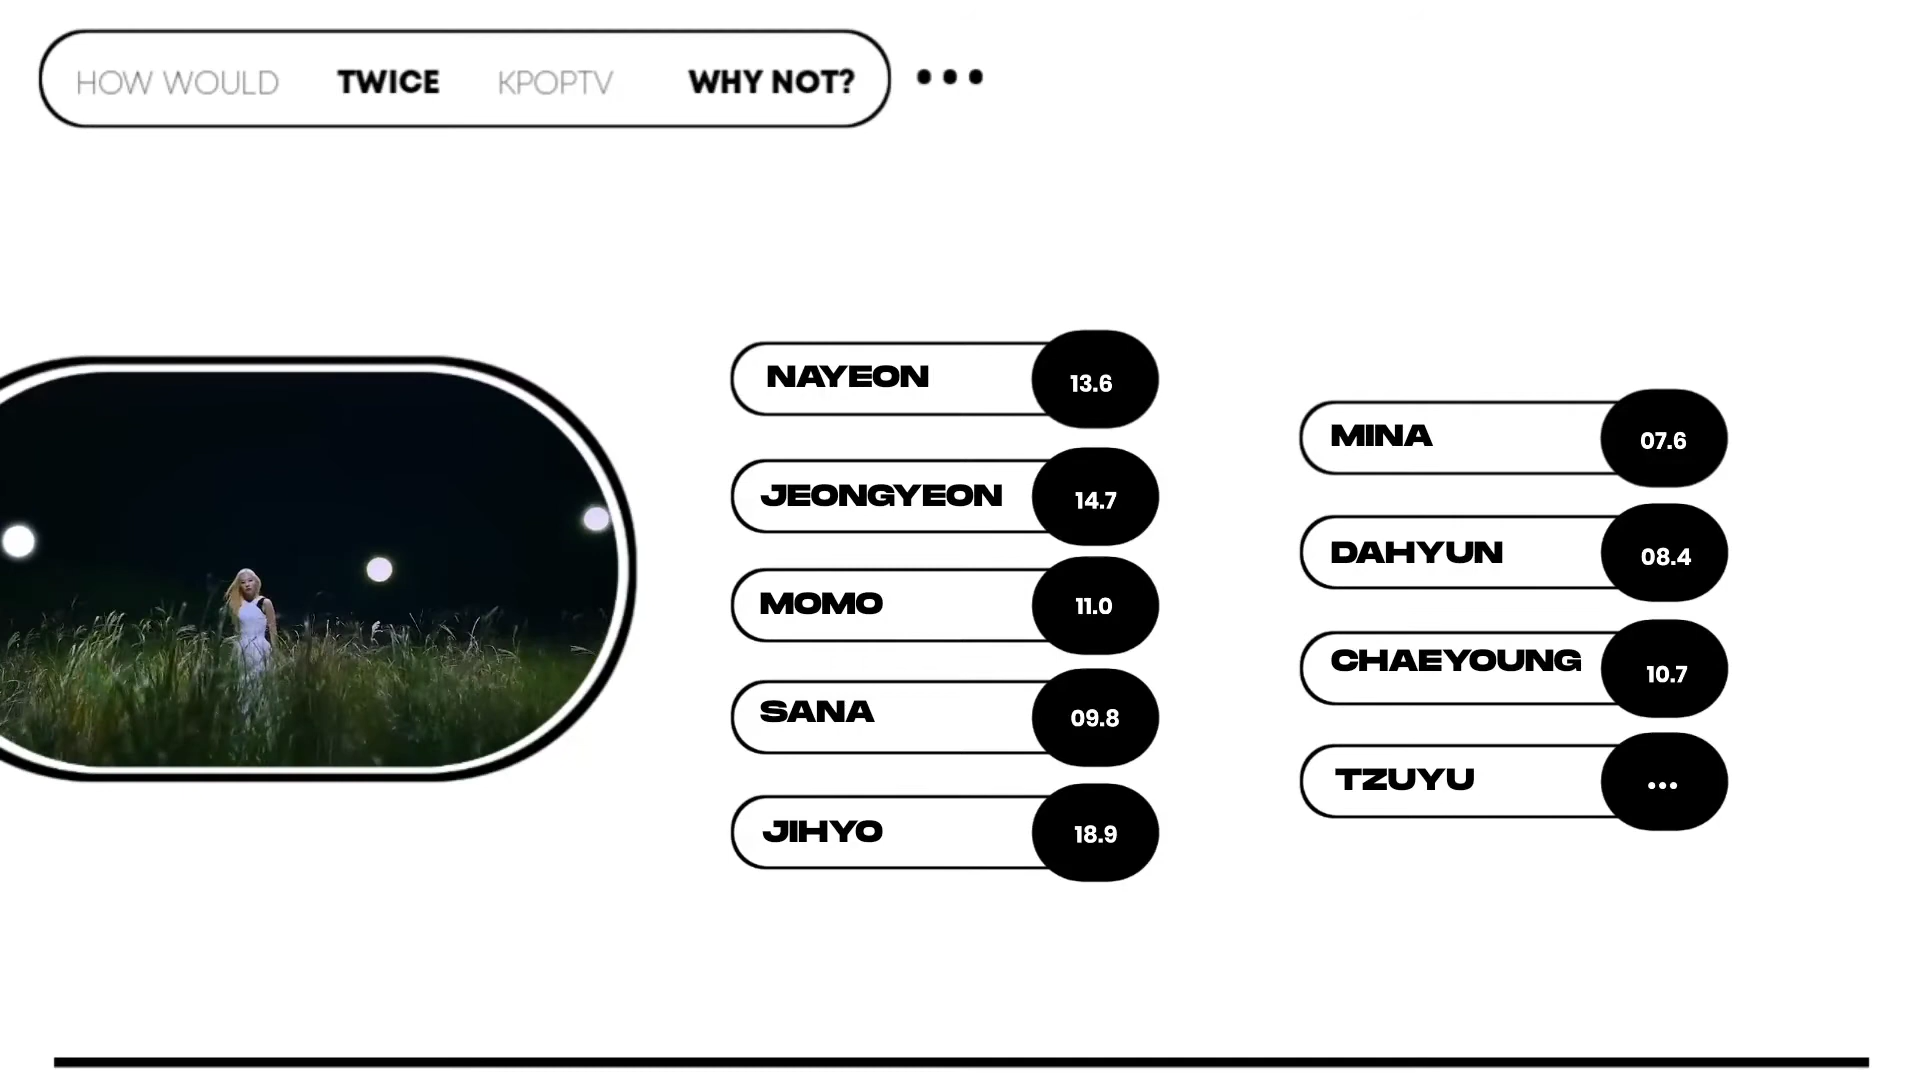 HOW WOULD TWICE KPOPTV WHY NOT? •••
NAYEON 13.6
JEONGYEON 14.7
MOMO 11.0
SANA 09.8
JIHYO 18.9
MINA 07.6
DAHYUN 08.4
CHAEYOUNG 10.7
TZUYU ...